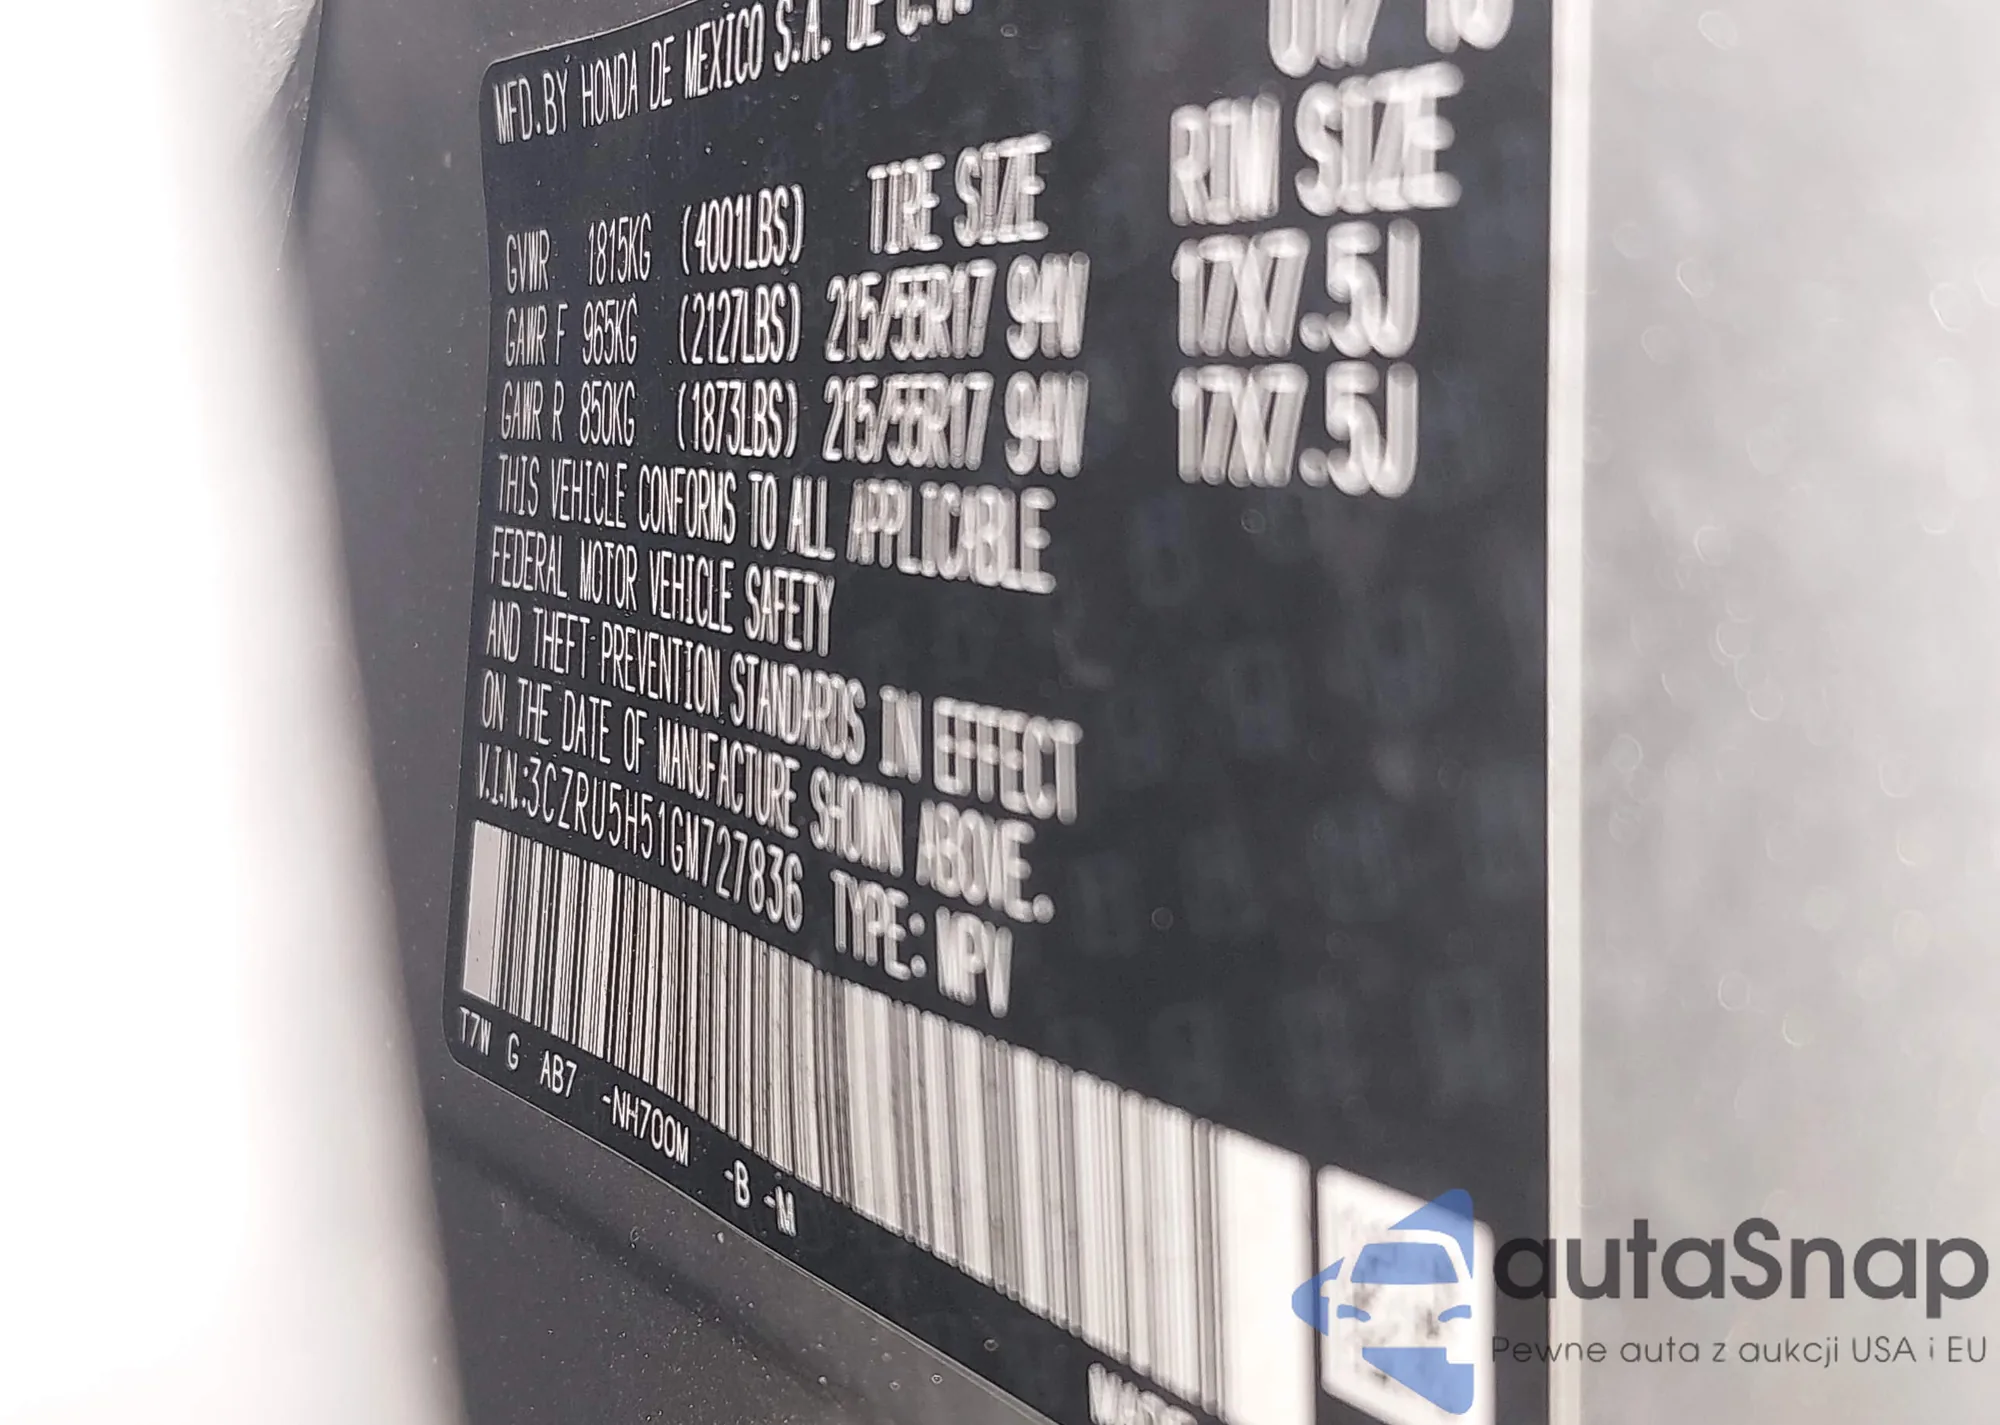 MFD.BY HONDA DE MEXICO S.A. DE C.V.
TIRE SIZE RIM SIZE
GVWR 1815KG (4001LBS)
GAWR F 965KG (2127LBS) 215/55R17 94V 17X7.5J
GAWR R 850KG (1873LBS) 215/55R17 94V 17X7.5J
THIS VEHICLE CONFORMS TO ALL APPLICABLE
FEDERAL MOTOR VEHICLE SAFETY
AND THEFT PREVENTION STANDARDS IN EFFECT
ON THE DATE OF MANUFACTURE SHOWN ABOVE.
V.I.N.:3CZRU5H51GM727836 TYPE: MPV
T7W G AB7 -NH700M -B -M
autaSnap
Pewne auta z aukcji USA i EU